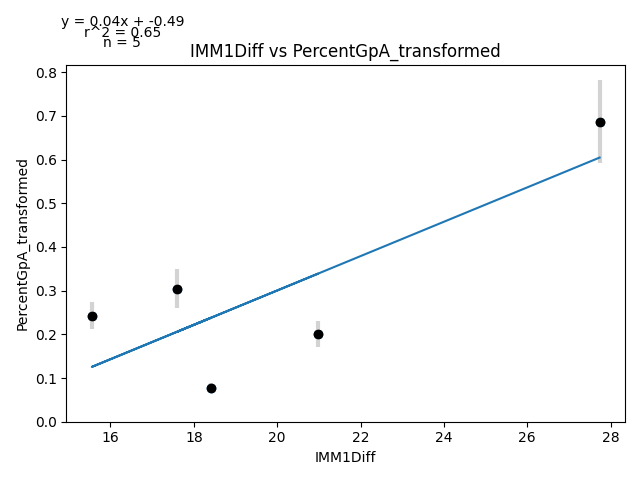 y = 0.04x + -0.49
r^2 = 0.65
n = 5
IMM1Diff vs PercentGpA_transformed
0.8
0.7
0.6
0.5
0.4
0.3
0.2
0.1
0.0
PercentGpA_transformed
16 18 20 22 24 26 28
IMM1Diff